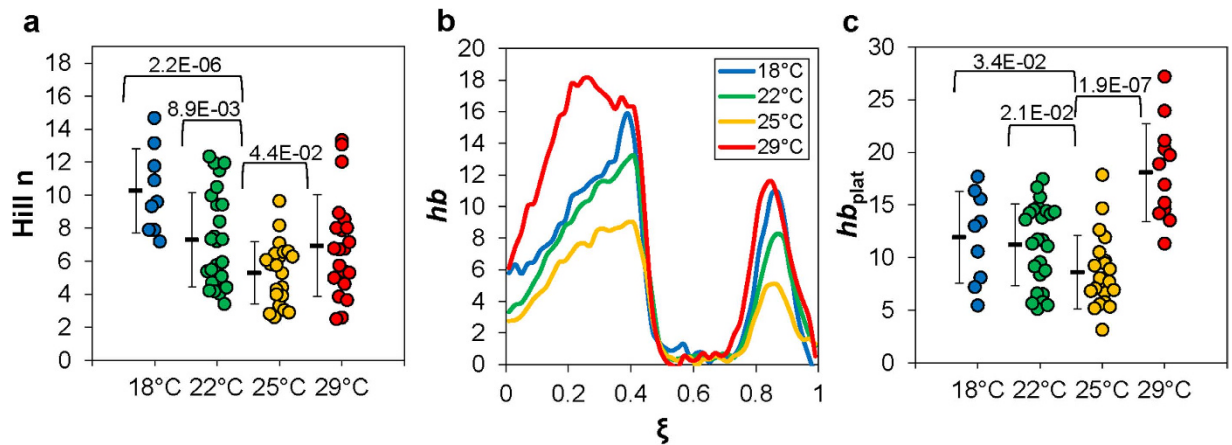 a
Hill n
18
16
14
12
10
8
6
4
2
0
2.2E-06
8.9E-03
4.4E-02
18°C 22°C 25°C 29°C
b
hb
20
18
16
14
12
10
8
6
4
2
0
18°C
22°C
25°C
29°C
0 0.2 0.4 0.6 0.8 1
ξ
c
hbplat
30
25
20
15
10
5
0
3.4E-02
1.9E-07
2.1E-02
18°C 22°C 25°C 29°C